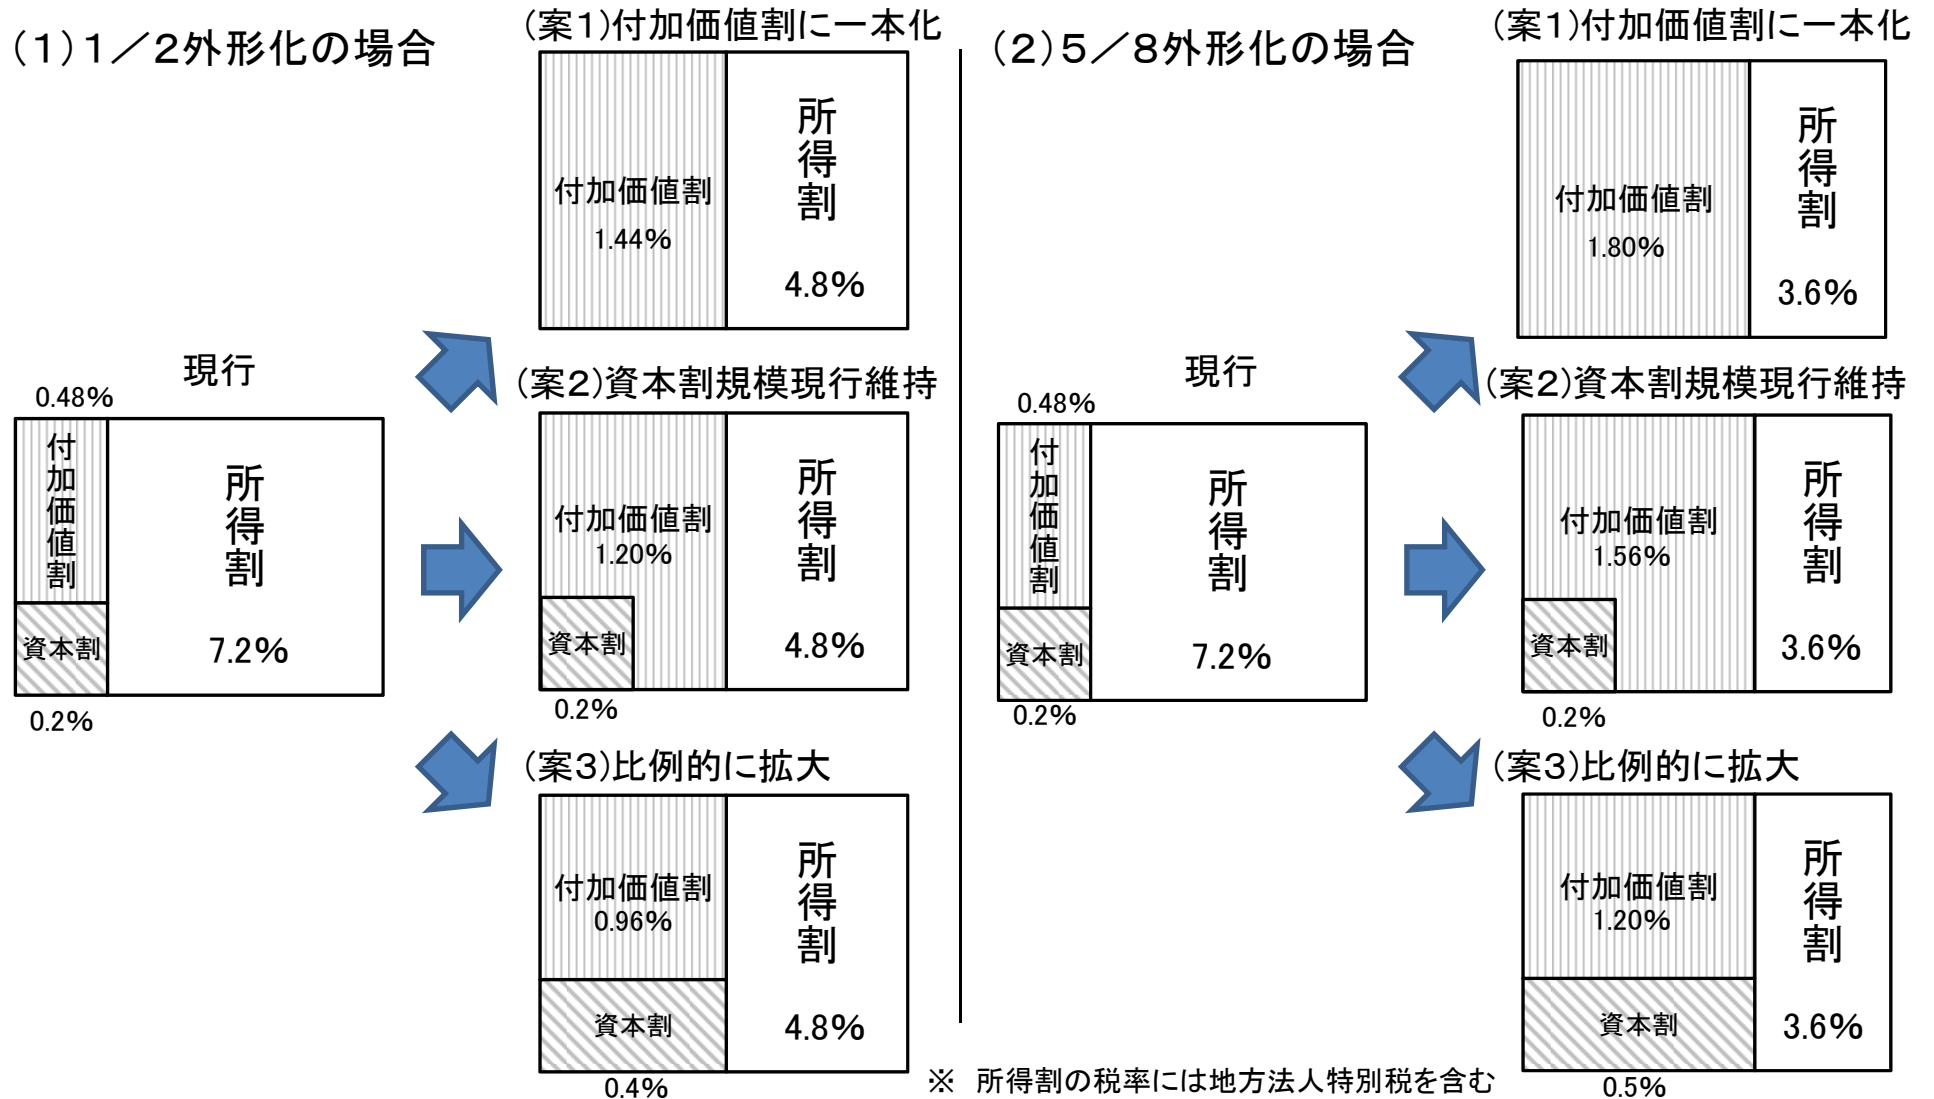 (1)1／2外形化の場合
現行
0.48%
付加価値割
所得割
7.2%
資本割
0.2%
(案1)付加価値割に一本化
付加価値割
1.44%
所得割
4.8%
(案2)資本割規模現行維持
付加価値割
1.20%
資本割
0.2%
所得割
4.8%
(案3)比例的に拡大
付加価値割
0.96%
資本割
0.4%
所得割
4.8%
(2)5／8外形化の場合
現行
0.48%
付加価値割
所得割
7.2%
資本割
0.2%
(案1)付加価値割に一本化
付加価値割
1.80%
所得割
3.6%
(案2)資本割規模現行維持
付加価値割
1.56%
資本割
0.2%
所得割
3.6%
(案3)比例的に拡大
付加価値割
1.20%
資本割
0.5%
所得割
3.6%
※　所得割の税率には地方法人特別税を含む